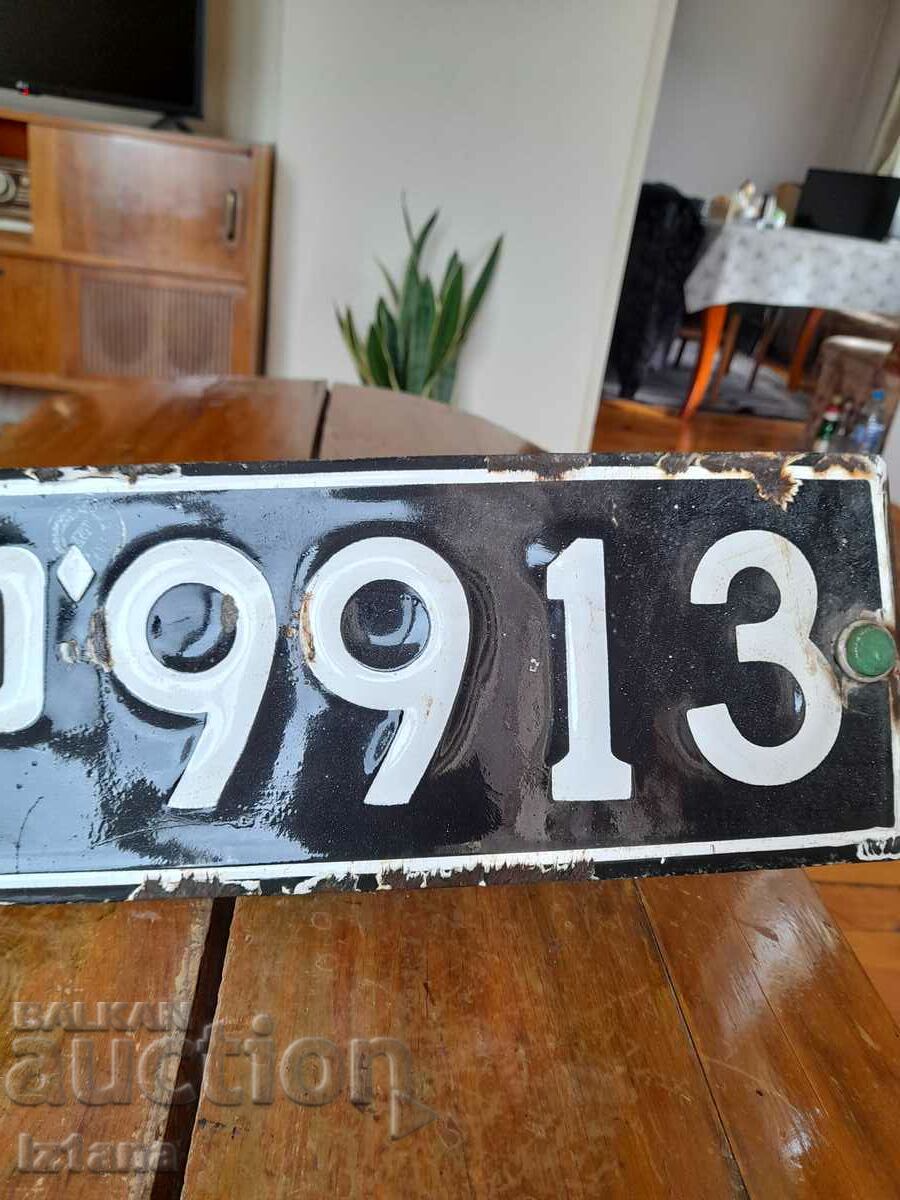 9913
BALKAN
auction
Iztana